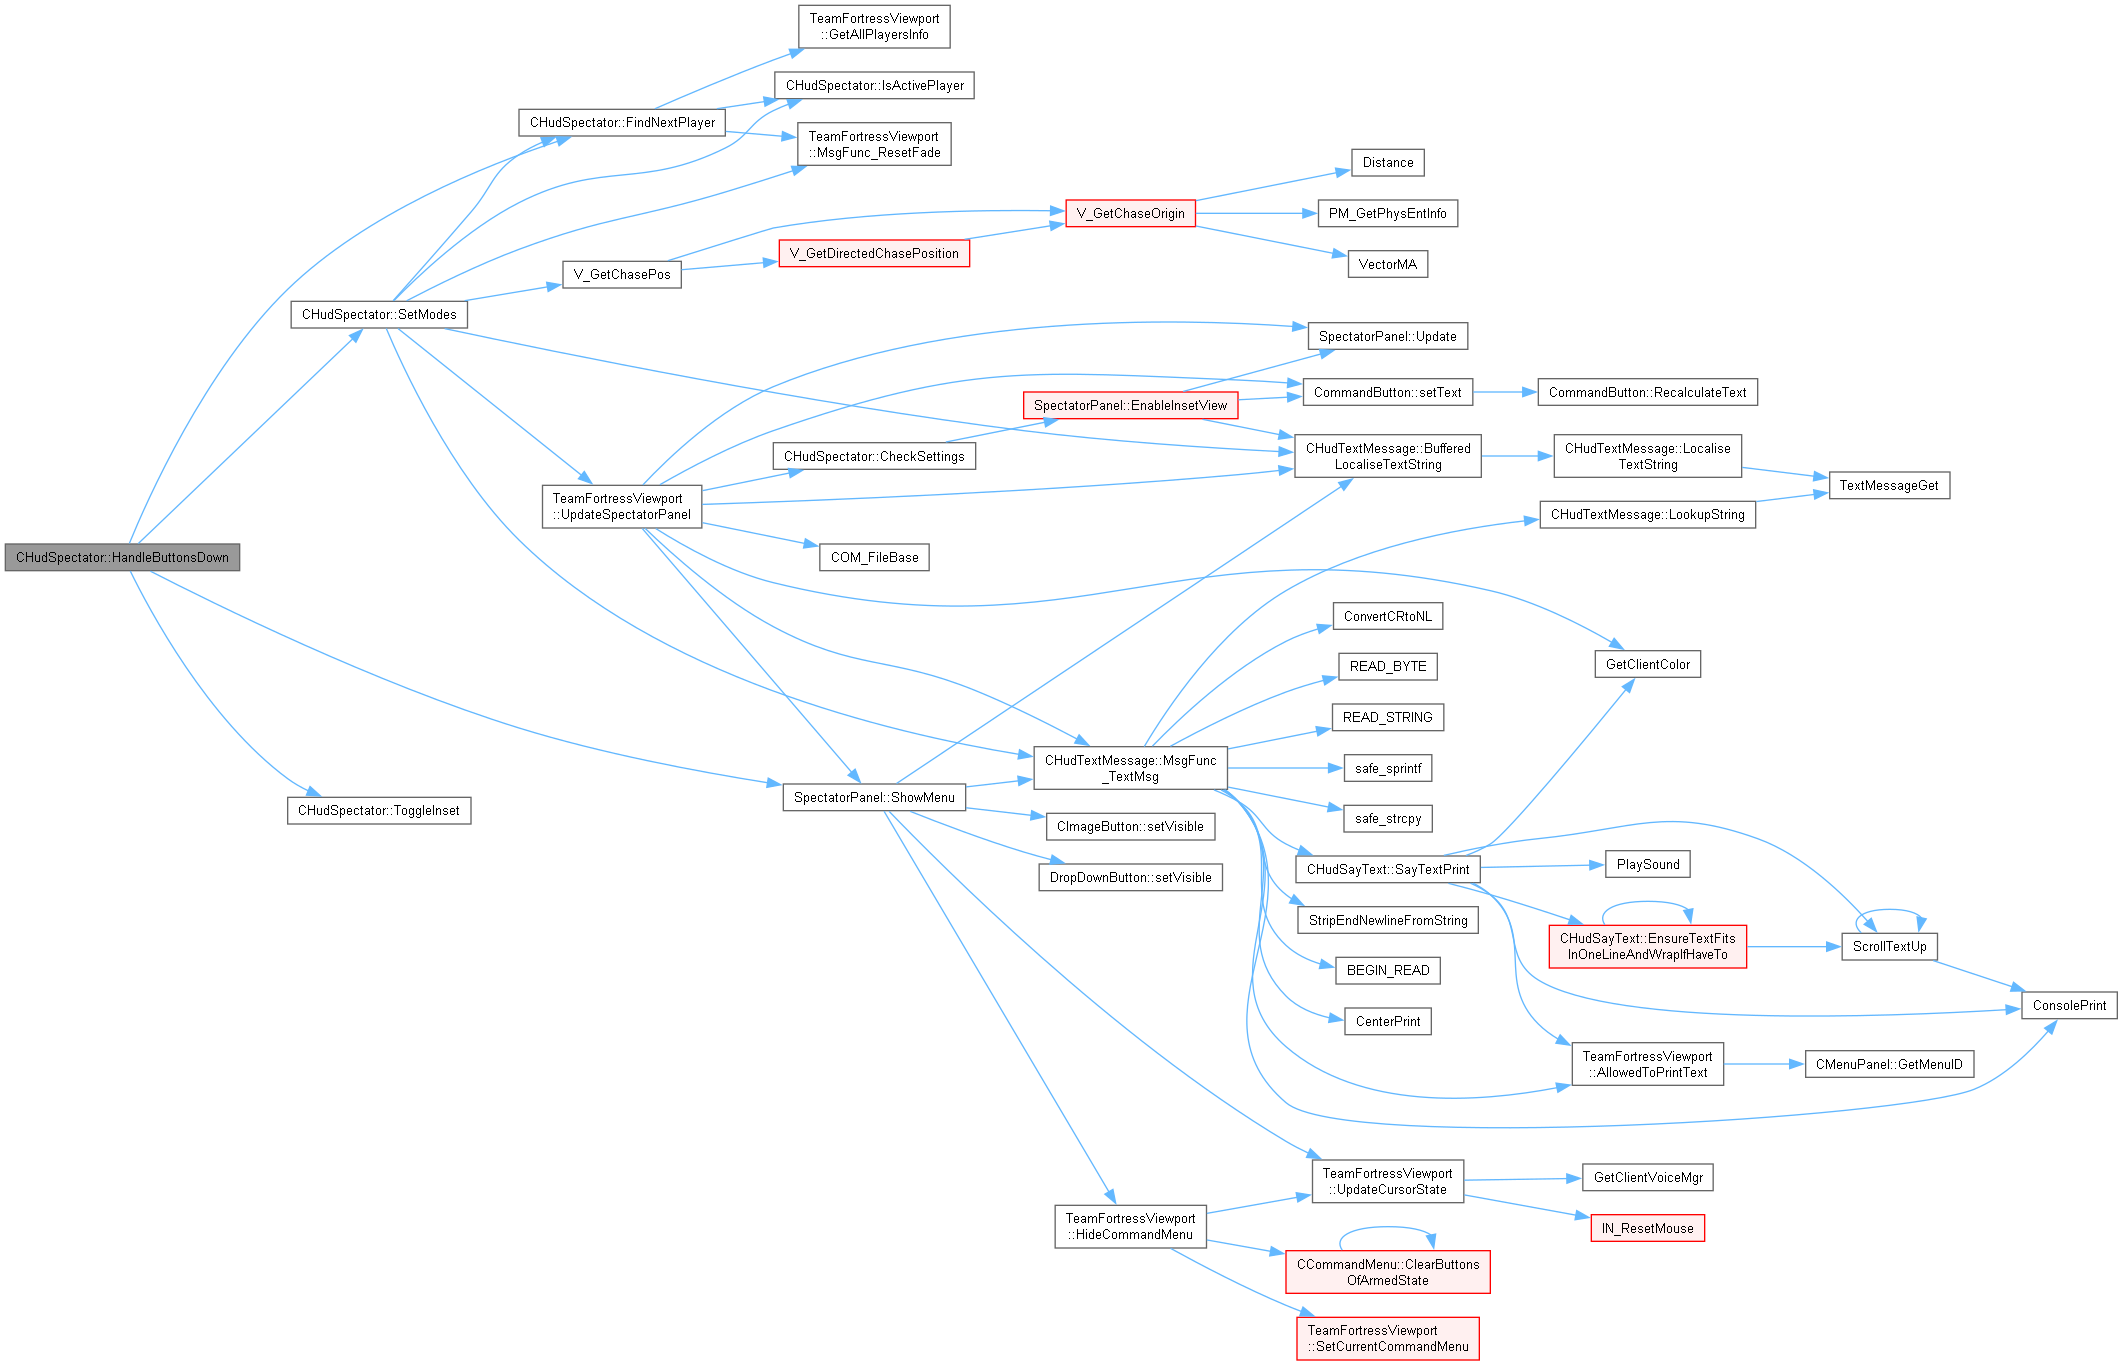 TeamFortressViewport
::GetAllPlayersInfo
CHudSpectator::IsActivePlayer
CHudSpectator::FindNextPlayer
TeamFortressViewport
::MsgFunc_ResetFade
Distance
V_GetChaseOrigin
PM_GetPhysEntInfo
V_GetDirectedChasePosition
VectorMA
V_GetChasePos
CHudSpectator::SetModes
SpectatorPanel::Update
CommandButton::setText
CommandButton::RecalculateText
SpectatorPanel::EnableInsetView
CHudSpectator::CheckSettings
CHudTextMessage::Buffered
LocaliseTextString
CHudTextMessage::Localise
TextString
TextMessageGet
TeamFortressViewport
::UpdateSpectatorPanel
CHudTextMessage::LookupString
CHudSpectator::HandleButtonsDown
COM_FileBase
ConvertCRtoNL
READ_BYTE
GetClientColor
READ_STRING
CHudTextMessage::MsgFunc
_TextMsg
safe_sprintf
SpectatorPanel::ShowMenu
CHudSpectator::ToggleInset
CImageButton::setVisible
safe_strcpy
DropDownButton::setVisible
CHudSayText::SayTextPrint
PlaySound
StripEndNewlineFromString
CHudSayText::EnsureTextFits
InOneLineAndWrapIfHaveTo
ScrollTextUp
BEGIN_READ
ConsolePrint
CenterPrint
TeamFortressViewport
::AllowedToPrintText
CMenuPanel::GetMenuID
TeamFortressViewport
::UpdateCursorState
GetClientVoiceMgr
TeamFortressViewport
::HideCommandMenu
IN_ResetMouse
CCommandMenu::ClearButtons
OfArmedState
TeamFortressViewport
::SetCurrentCommandMenu